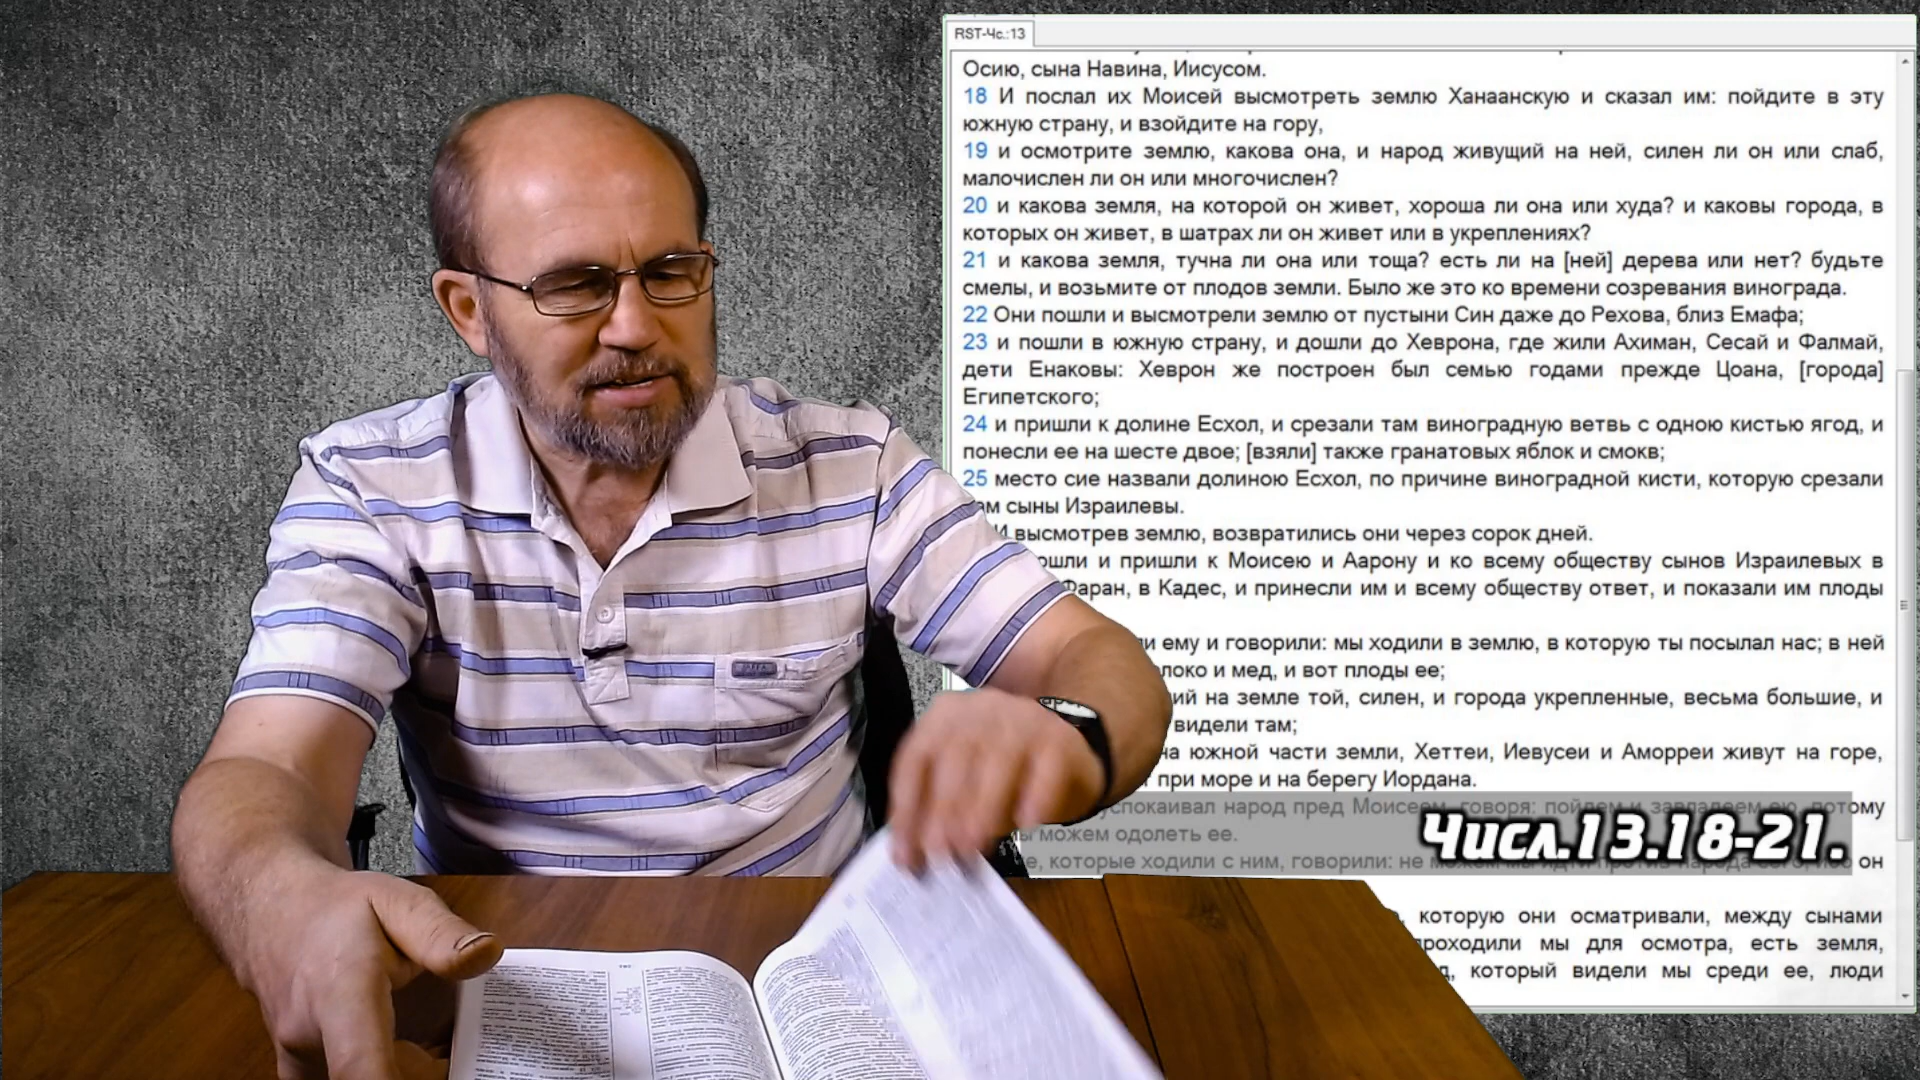 RST-Чс.:13
Осию, сына Навина, Иисусом.
18 И послал их Моисей высмотреть землю Ханаанскую и сказал им: пойдите в эту
южную страну, и взойдите на гору,
19 и осмотрите землю, какова она, и народ живущий на ней, силен ли он или слаб,
малочислен ли он или многочислен?
20 и какова земля, на которой он живет, хороша ли она или худа? и каковы города, в
которых он живет, в шатрах ли он живет или в укреплениях?
21 и какова земля, тучна ли она или тоща? есть ли на [ней] дерева или нет? будьте
смелы, и возьмите от плодов земли. Было же это ко времени созревания винограда.
22 Они пошли и высмотрели землю от пустыни Син даже до Рехова, близ Емафа;
23 и пошли в южную страну, и дошли до Хеврона, где жили Ахиман, Сесай и Фалмай,
дети Енаковы: Хеврон же построен был семью годами прежде Цоана, [города]
Египетского;
24 и пришли к долине Есхол, и срезали там виноградную ветвь с одною кистью ягод, и
понесли ее на шесте двое; [взяли] также гранатовых яблок и смокв;
25 место сие назвали долиною Есхол, по причине виноградной кисти, которую срезали
ам сыны Израилевы.
И высмотрев землю, возвратились они через сорок дней.
ошли и пришли к Моисею и Аарону и ко всему обществу сынов Израилевых в
Фаран, в Кадес, и принесли им и всему обществу ответ, и показали им плоды
ли ему и говорили: мы ходили в землю, в которую ты посылал нас; в ней
локо и мед, и вот плоды ее;
ий на земле той, силен, и города укрепленные, весьма большие, и
видели там;
на южной части земли, Хеттеи, Иевусеи и Аморреи живут на горе,
при море и на берегу Иордана.
успокаивал народ пред Моисеем, говоря: пойдем и завладеем ею, потому
мы можем одолеть ее.
Числ.13.18-21.
е, которые ходили с ним, говорили: не можем мы идти против народа сего, ибо он
которую они осматривали, между сынами
проходили мы для осмотра, есть земля,
который видели мы среди ее, люди